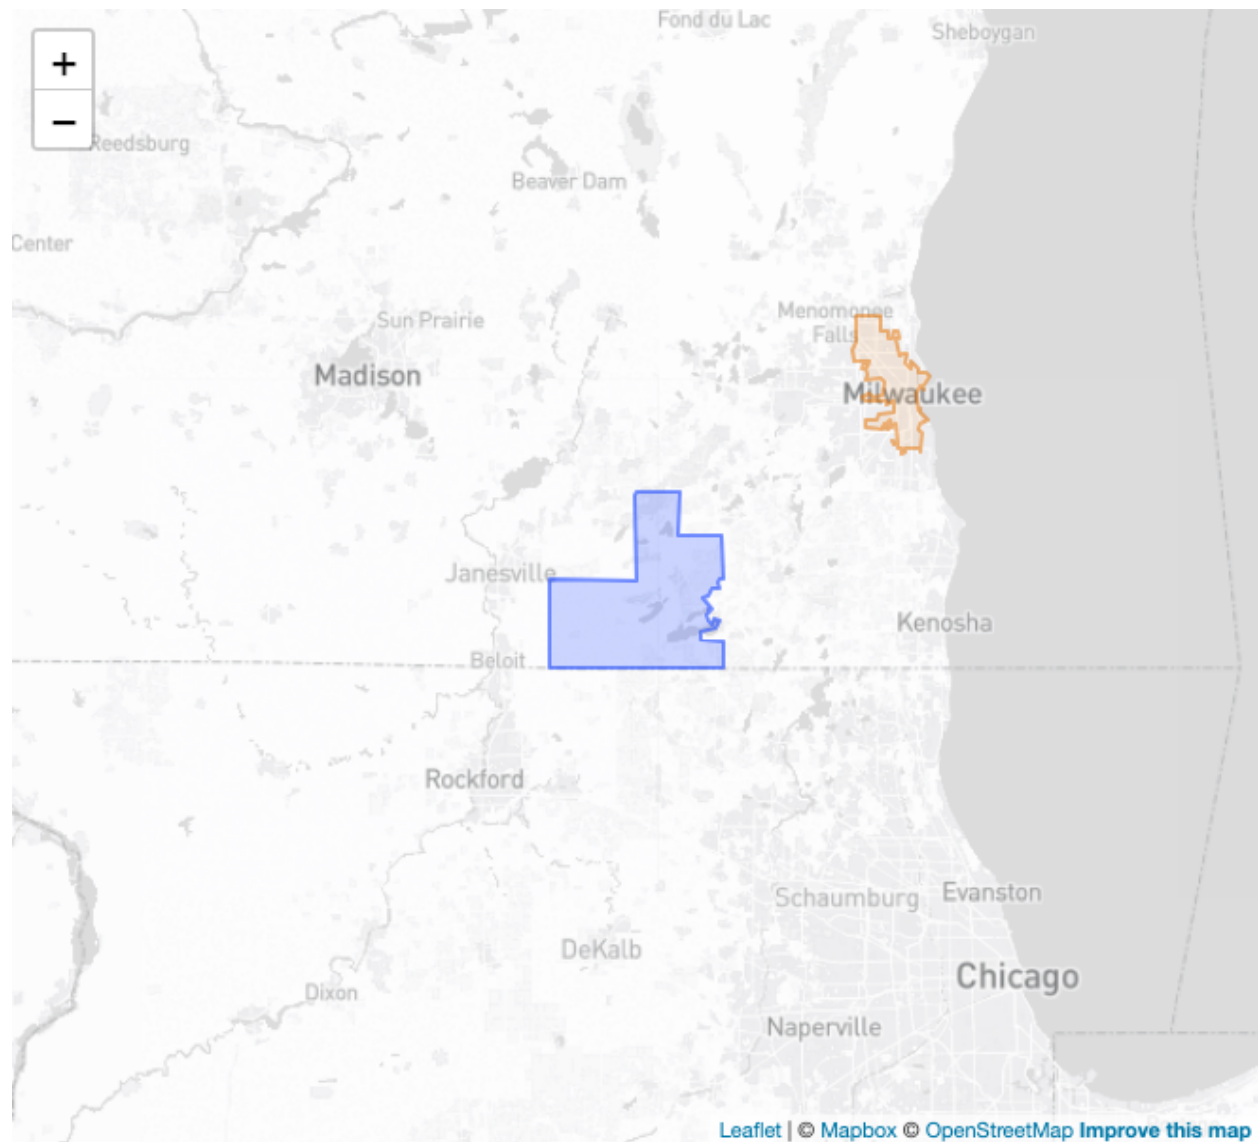 Fond du Lac
Sheboygan
+
−
Reedsburg
Beaver Dam
Center
Menomonee
Falls
Sun Prairie
Madison
Milwaukee
Janesville
Kenosha
Beloit
Rockford
Schaumburg
Evanston
DeKalb
Chicago
Dixon
Naperville
Leaflet | © Mapbox © OpenStreetMap Improve this map